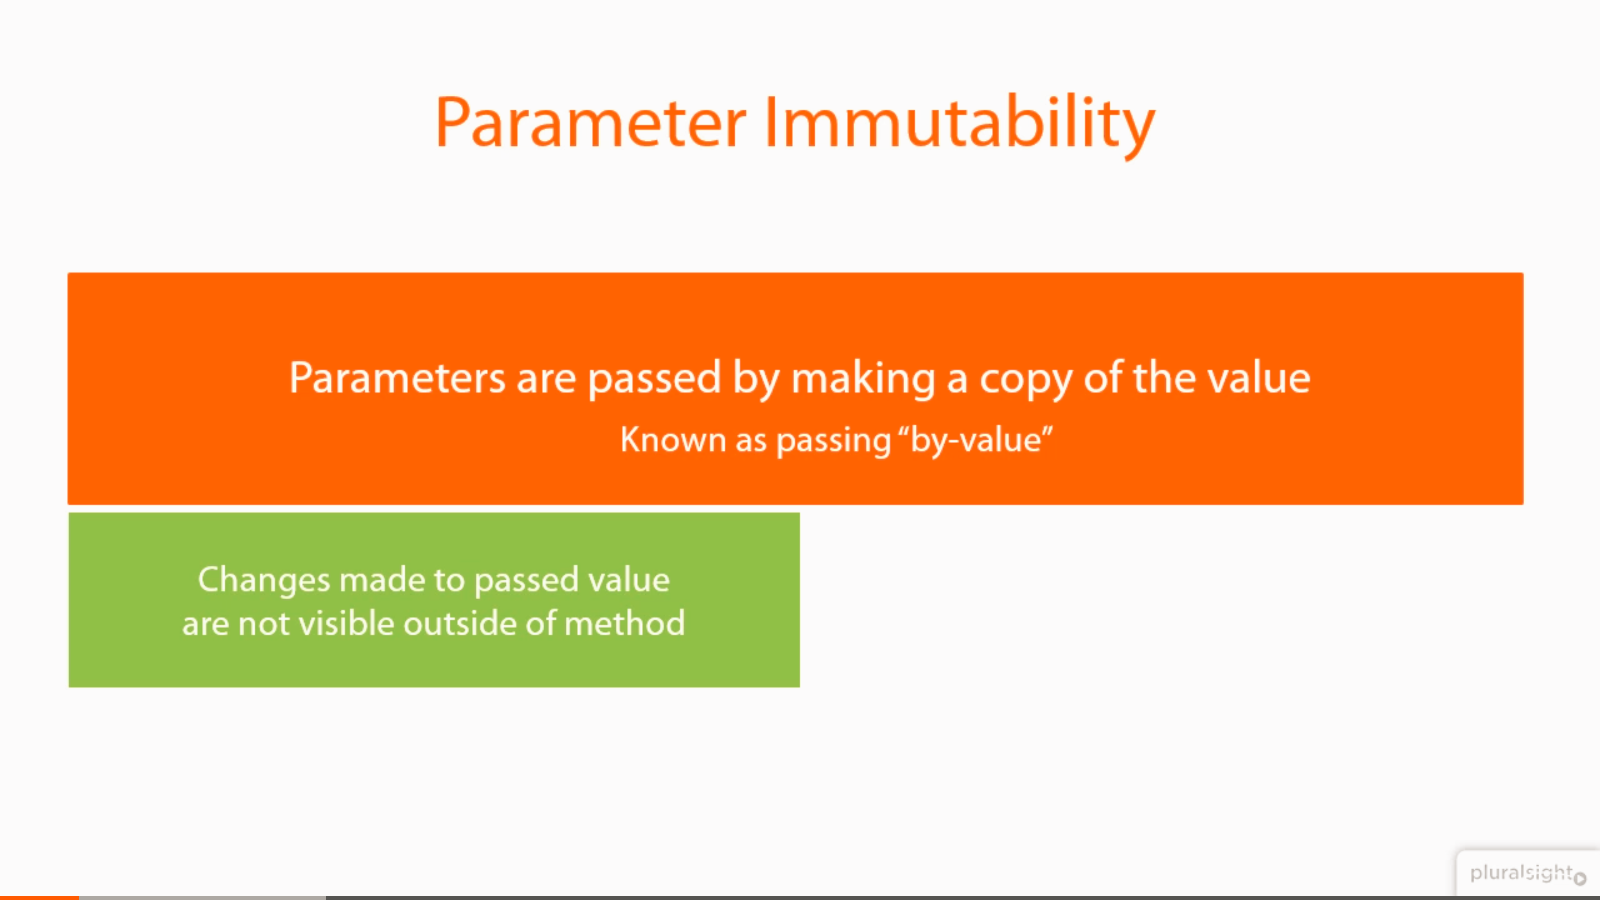 Parameter Immutability
Parameters are passed by making a copy of the value
Known as passing “by-value”
Changes made to passed value
are not visible outside of method
pluralsight